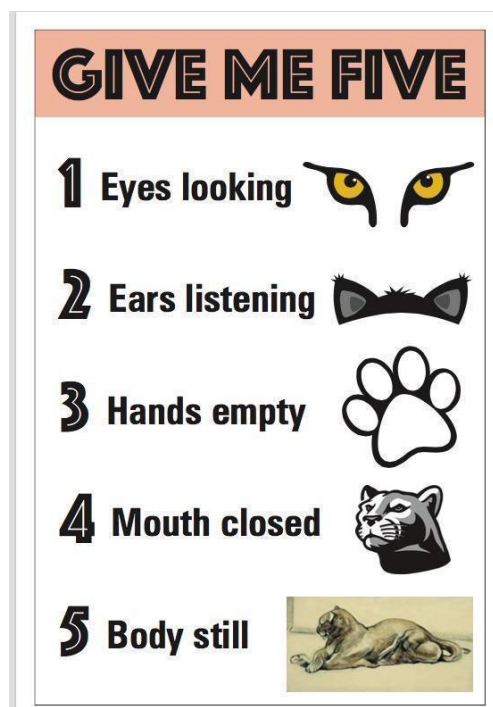 GIVE ME FIVE
1 Eyes looking
2 Ears listening
3 Hands empty
4 Mouth closed
5 Body still